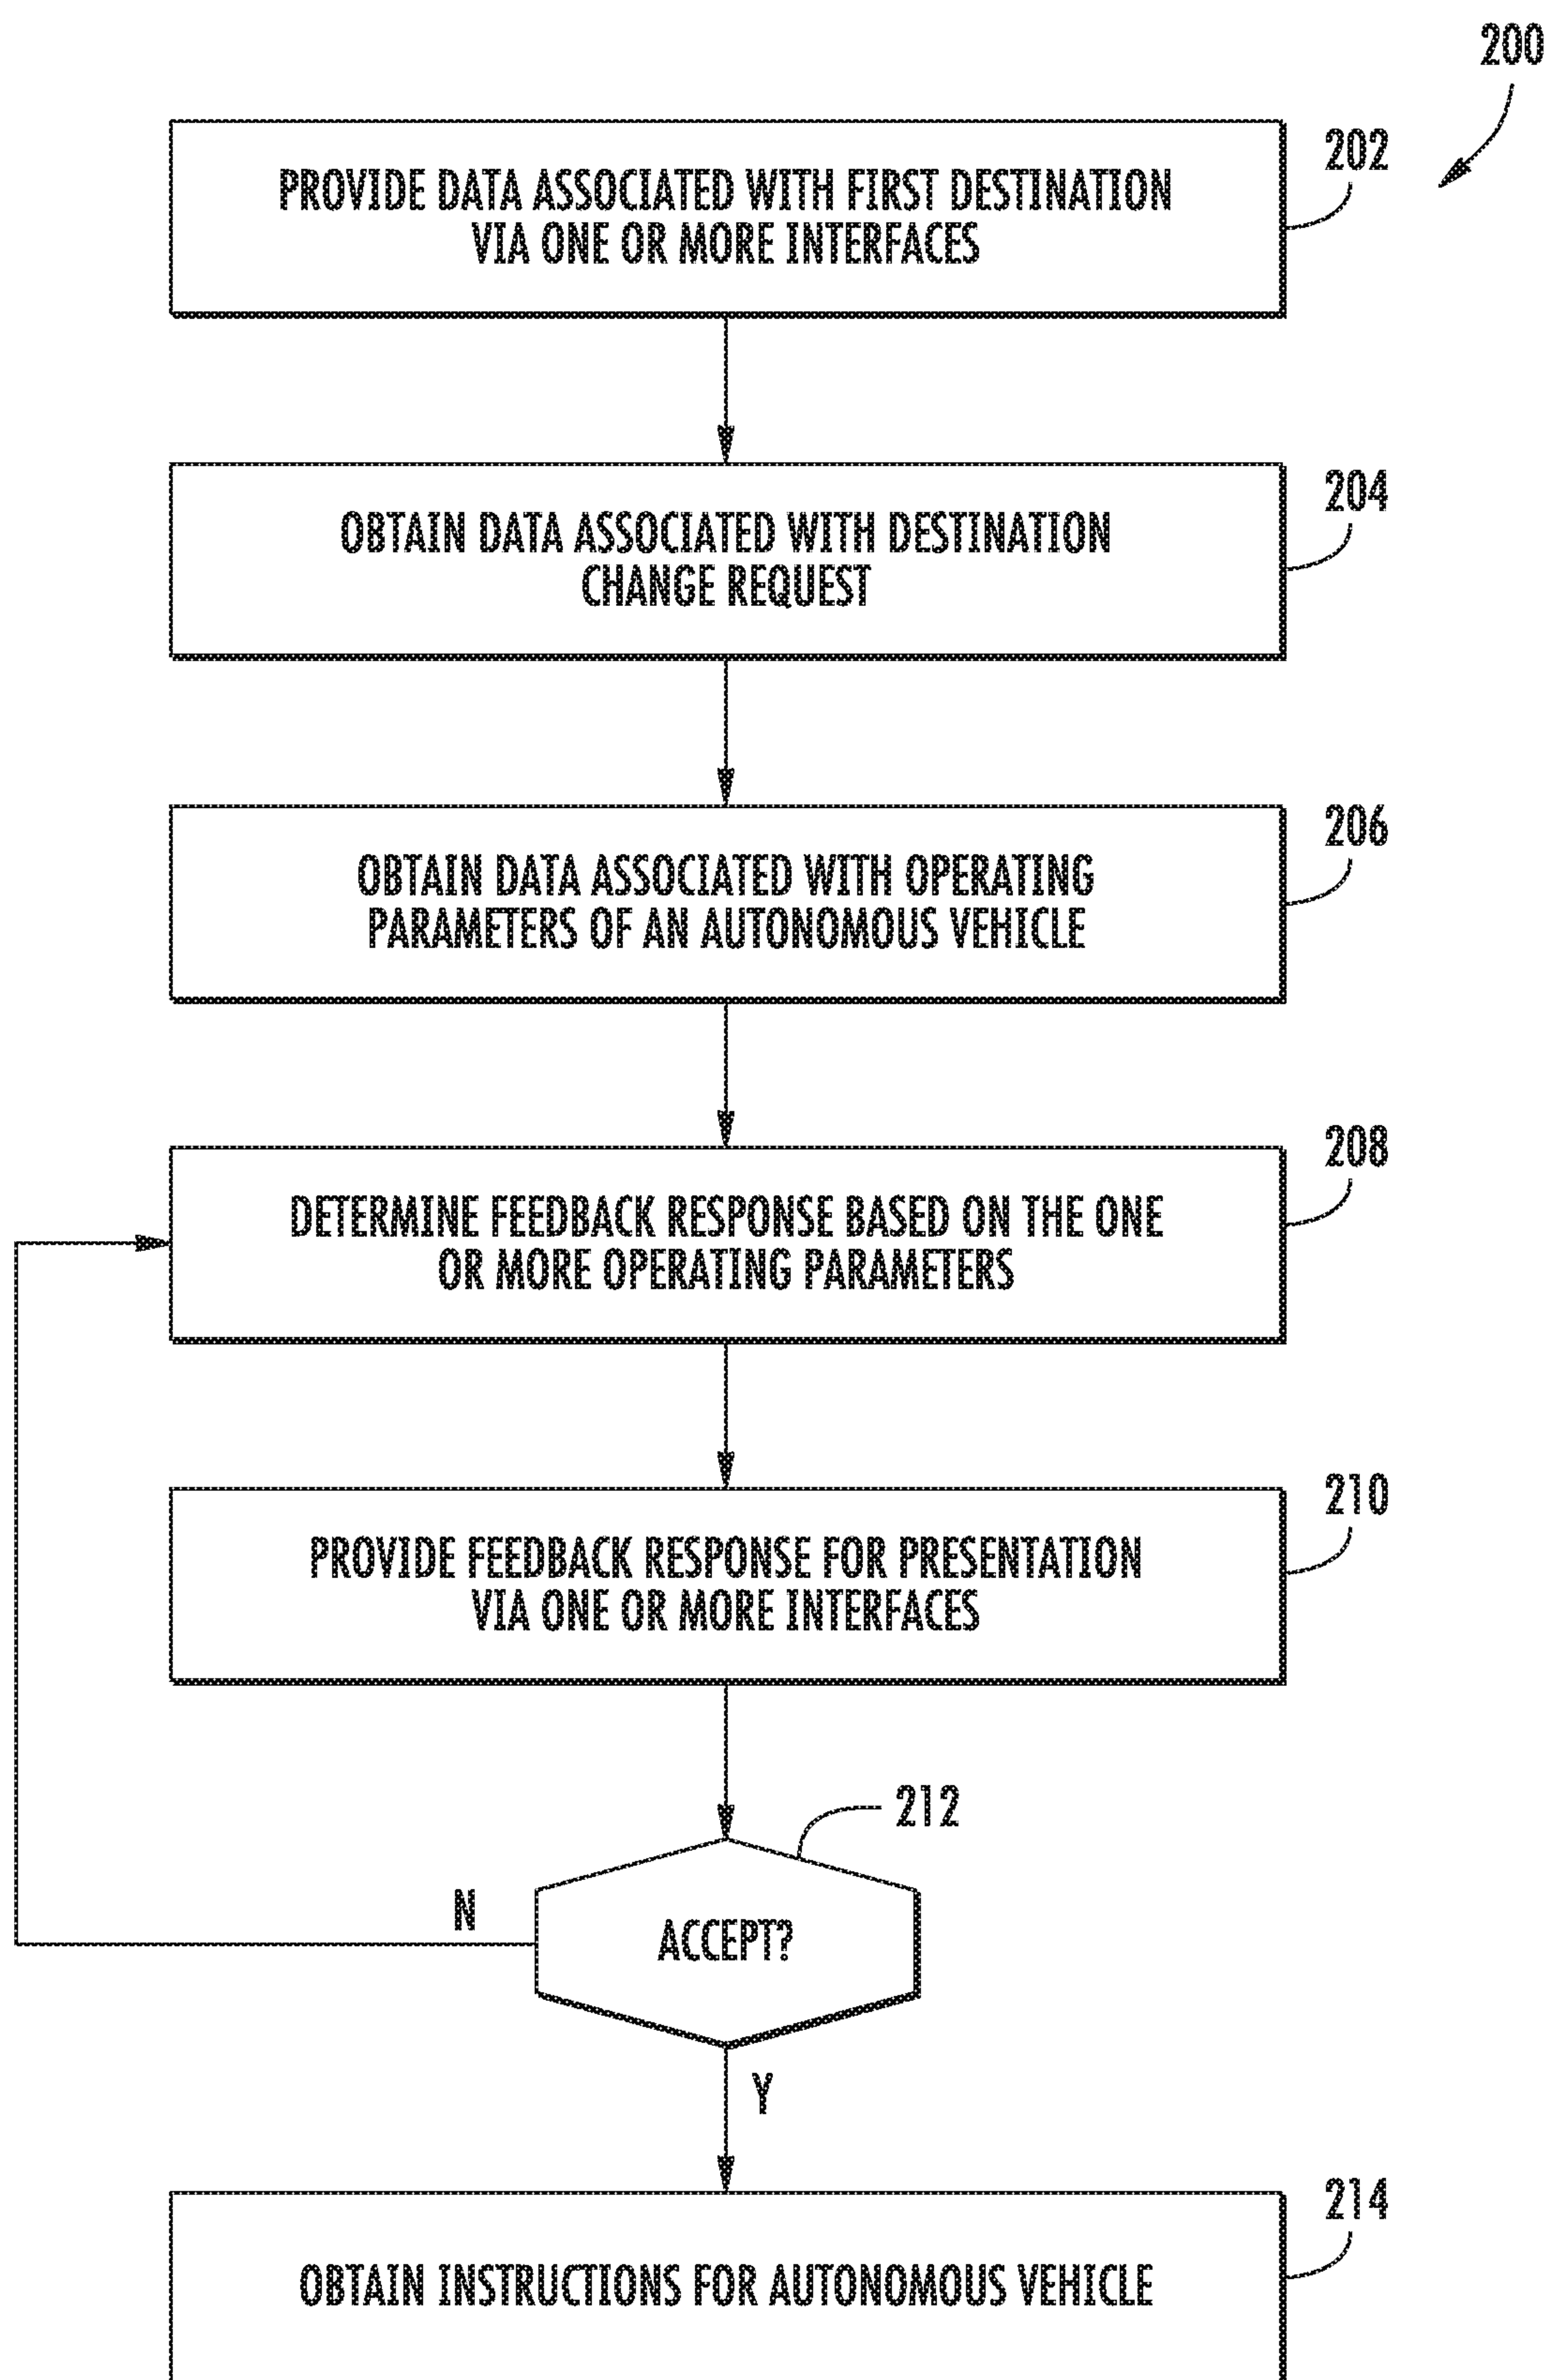 200
202
PROVIDE DATA ASSOCIATED WITH FIRST DESTINATION
VIA ONE OR MORE INTERFACES
204
OBTAIN DATA ASSOCIATED WITH DESTINATION
CHANGE REQUEST
206
OBTAIN DATA ASSOCIATED WITH OPERATING
PARAMETERS OF AN AUTONOMOUS VEHICLE
208
DETERMINE FEEDBACK RESPONSE BASED ON THE ONE
OR MORE OPERATING PARAMETERS
210
PROVIDE FEEDBACK RESPONSE FOR PRESENTATION
VIA ONE OR MORE INTERFACES
212
N
ACCEPT?
Y
214
OBTAIN INSTRUCTIONS FOR AUTONOMOUS VEHICLE